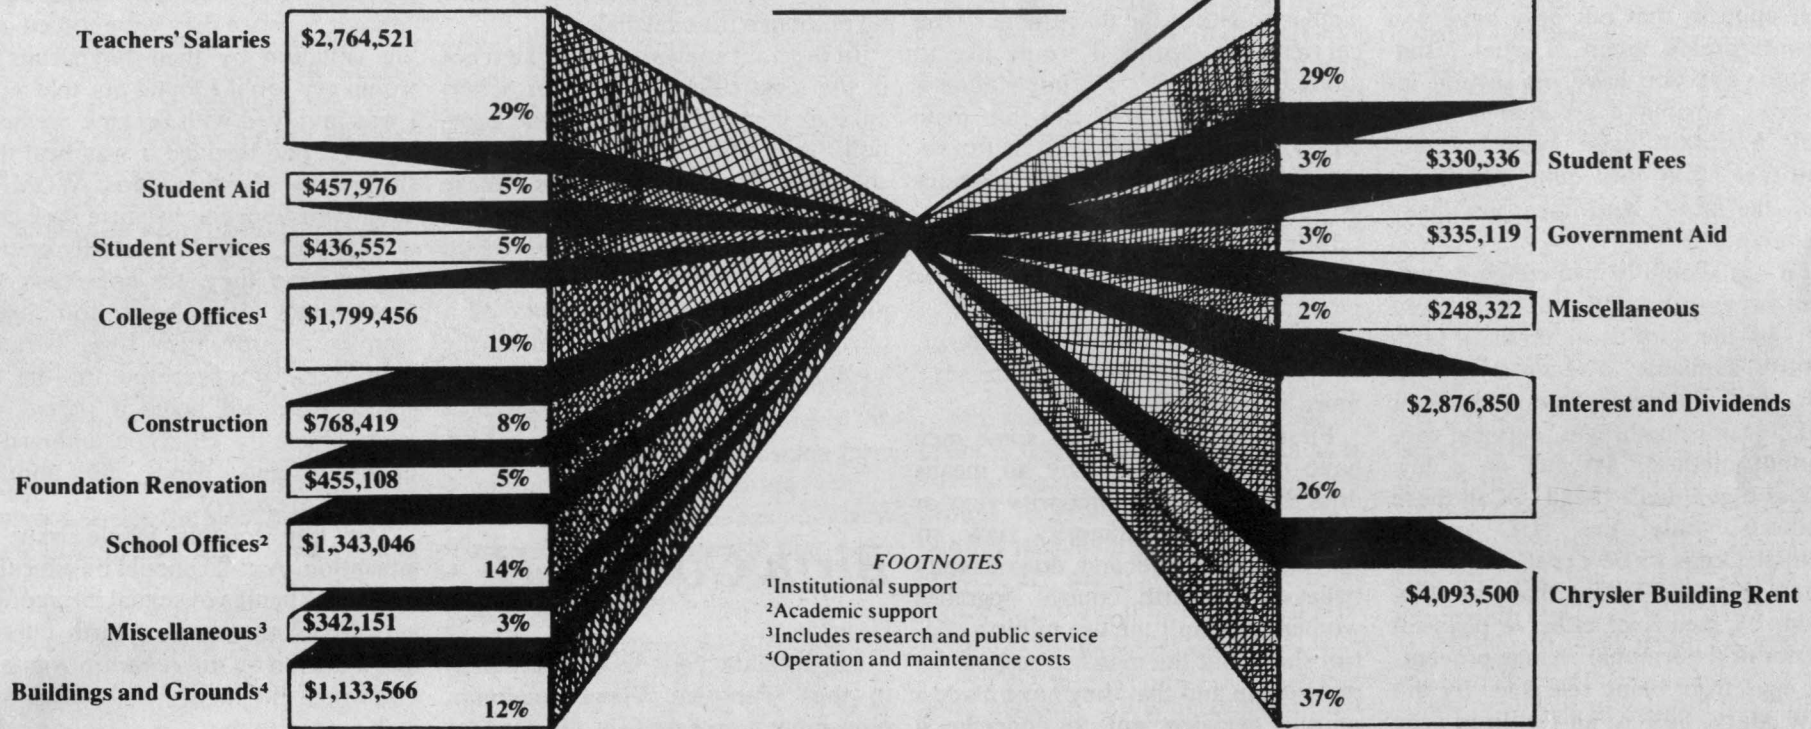 Teachers' Salaries $2,764,521
29%
Student Aid $457,976 5%
Student Services $436,552 5%
College Offices¹ $1,799,456
19%
Construction $768,419 8%
Foundation Renovation $455,108 5%
School Offices² $1,343,046
14%
Miscellaneous³ $342,151 3%
Buildings and Grounds⁴ $1,133,566
12%
29%
3% $330,336 Student Fees
3% $335,119 Government Aid
2% $248,322 Miscellaneous
$2,876,850 Interest and Dividends
26%
$4,093,500 Chrysler Building Rent
37%
FOOTNOTES
¹Institutional support
²Academic support
³Includes research and public service
⁴Operation and maintenance costs